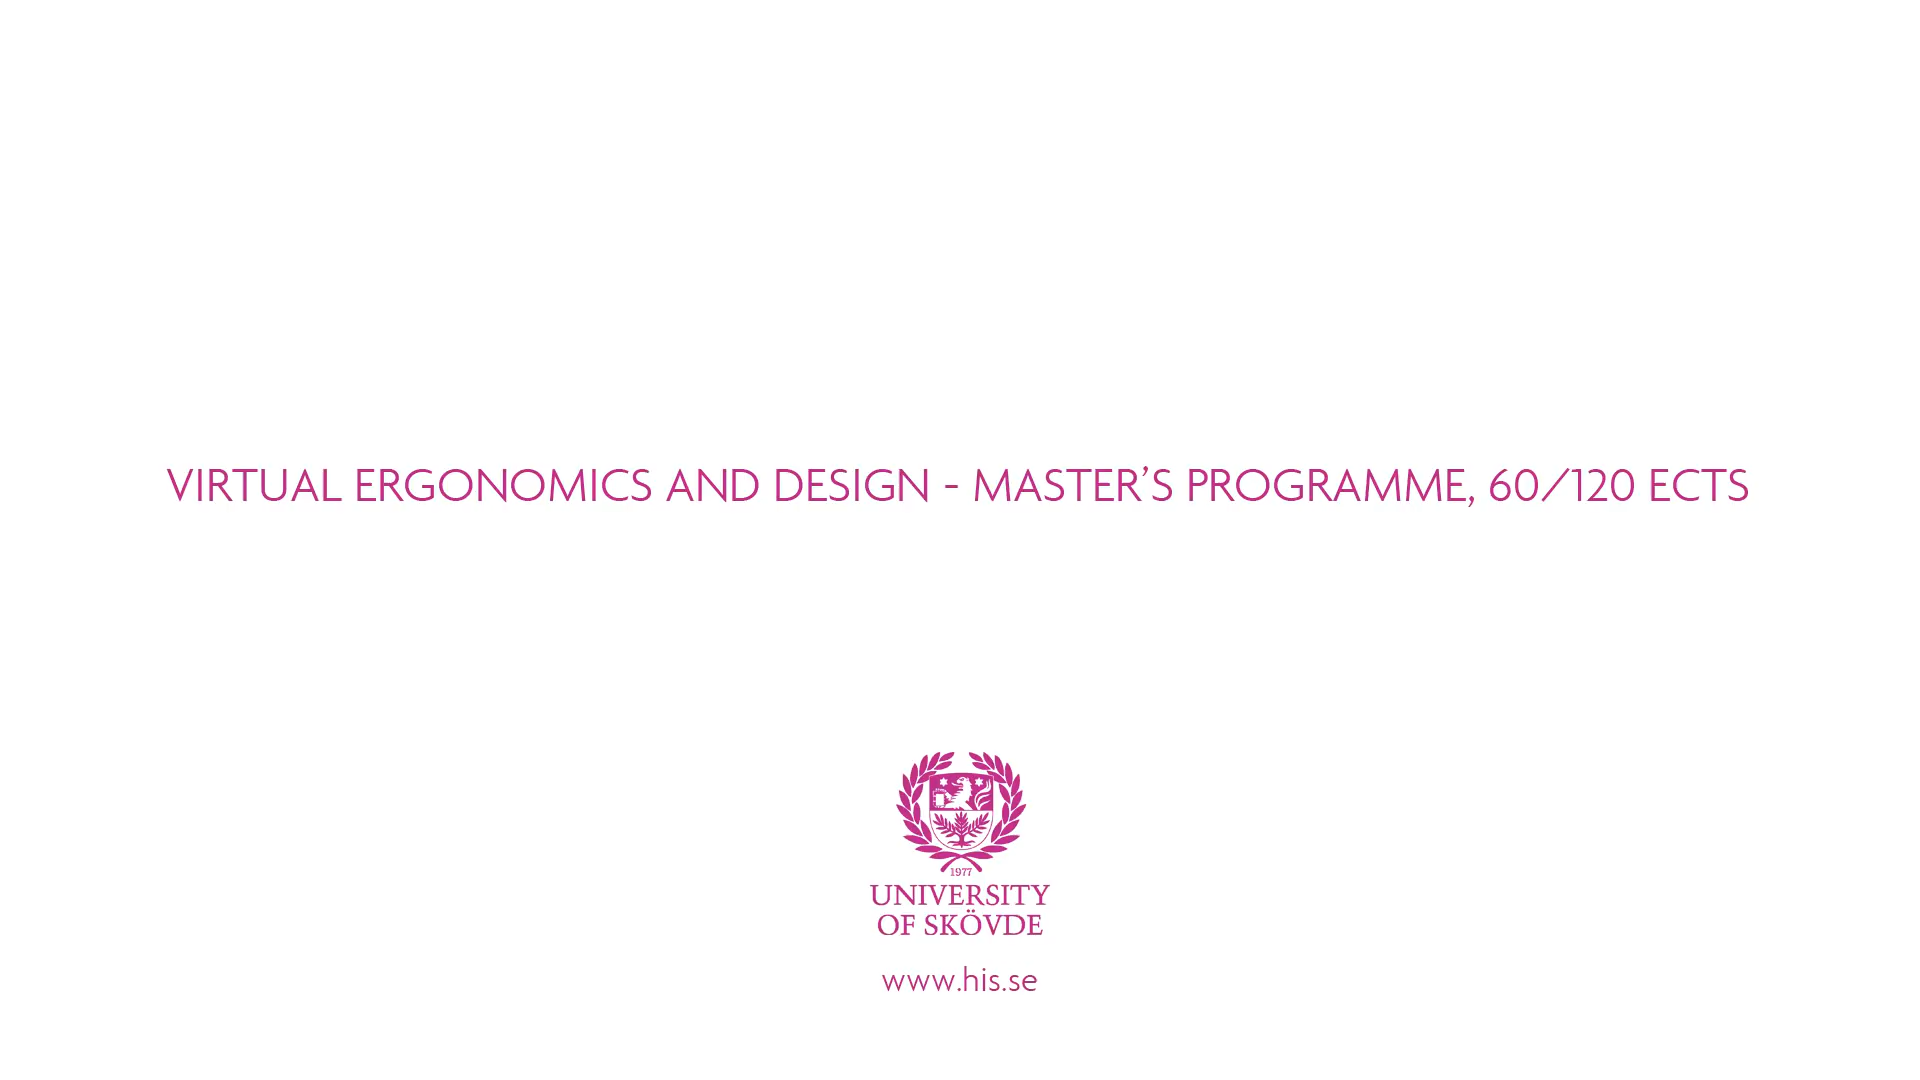 VIRTUAL ERGONOMICS AND DESIGN - MASTER’S PROGRAMME, 60/120 ECTS
1977
UNIVERSITY
OF SKÖVDE
www.his.se